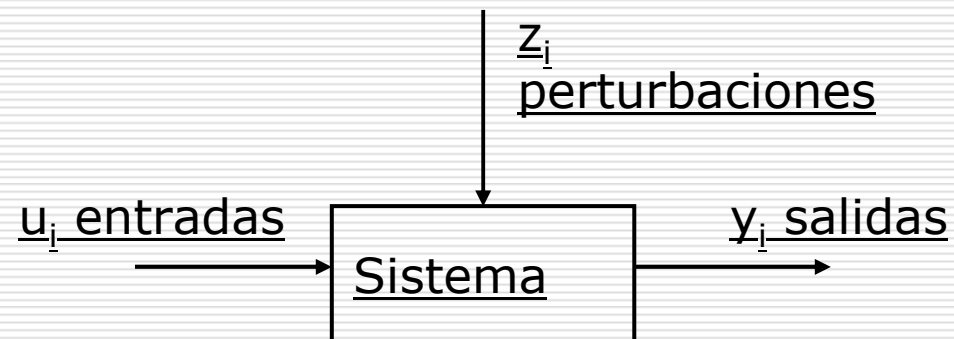 zᵢ
perturbaciones
uᵢ entradas
yᵢ salidas
Sistema